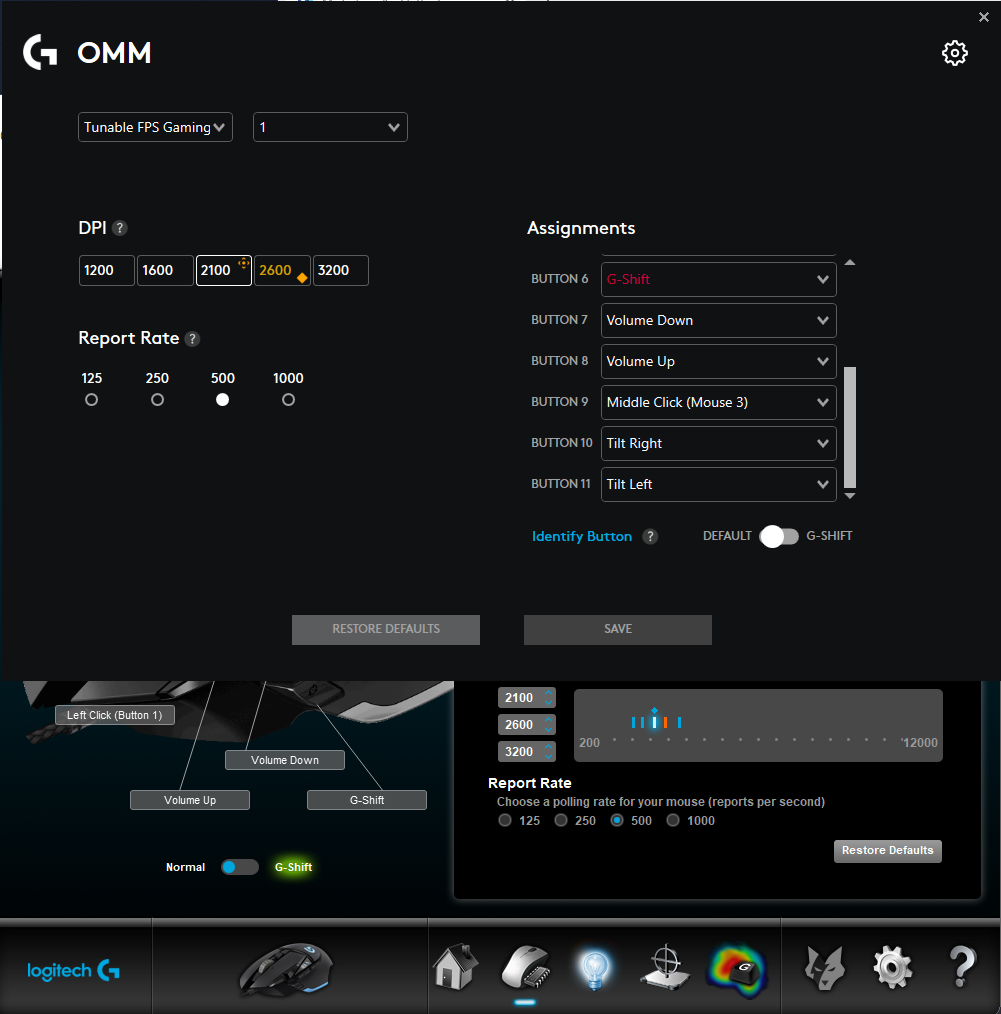 OMM
Tunable FPS Gaming 1
DPI ?
1200 1600 2100 2600 3200
Report Rate ?
125 250 500 1000
Assignments
BUTTON 6 G-Shift
BUTTON 7 Volume Down
BUTTON 8 Volume Up
BUTTON 9 Middle Click (Mouse 3)
BUTTON 10 Tilt Right
BUTTON 11 Tilt Left
Identify Button ? DEFAULT G-SHIFT
RESTORE DEFAULTS SAVE
Left Click (Button 1)
Volume Down
Volume Up G-Shift
Normal G-Shift
2100
2600
3200
200 12000
Report Rate
Choose a polling rate for your mouse (reports per second)
125 250 500 1000
Restore Defaults
logitech G
?